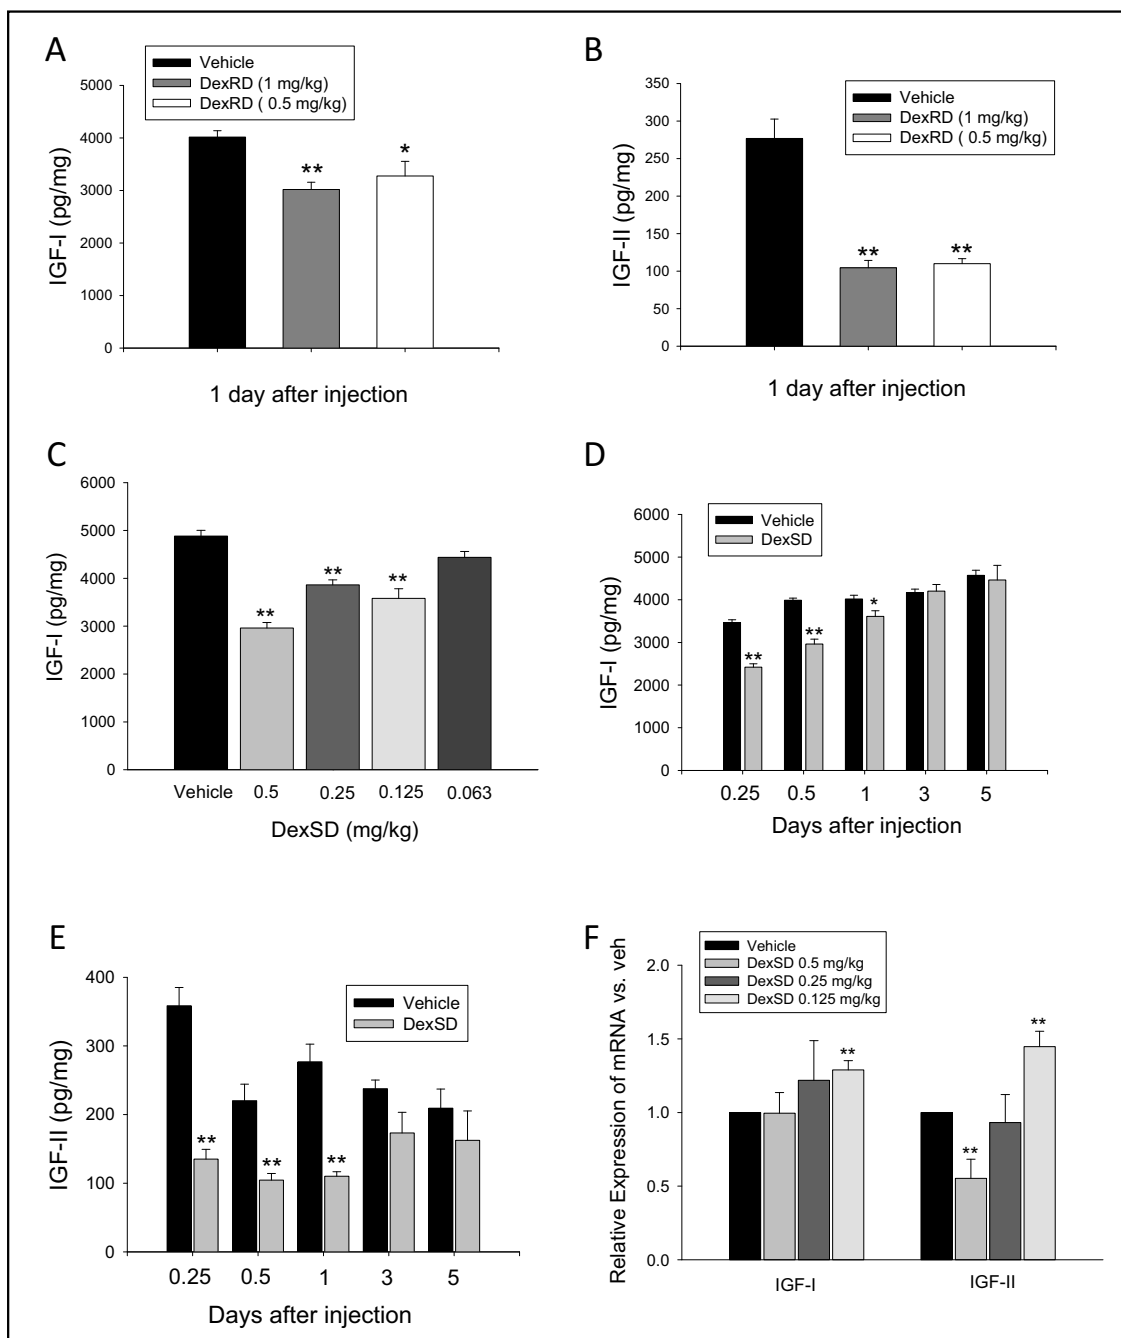 A
Vehicle
DexRD (1 mg/kg)
DexRD ( 0.5 mg/kg)
IGF-I (pg/mg)
5000
4000
3000
2000
1000
0
**
*
1 day after injection
B
Vehicle
DexRD (1 mg/kg)
DexRD ( 0.5 mg/kg)
IGF-II (pg/mg)
350
300
250
200
150
100
50
0
**
**
1 day after injection
C
IGF-I (pg/mg)
6000
5000
4000
3000
2000
1000
0
**
**
**
Vehicle 0.5 0.25 0.125 0.063
DexSD (mg/kg)
D
Vehicle
DexSD
IGF-I (pg/mg)
6000
5000
4000
3000
2000
1000
0
**
**
*
0.25 0.5 1 3 5
Days after injection
E
Vehicle
DexSD
IGF-II (pg/mg)
400
300
200
100
0
**
**
**
0.25 0.5 1 3 5
Days after injection
F
Vehicle
DexSD 0.5 mg/kg
DexSD 0.25 mg/kg
DexSD 0.125 mg/kg
Relative Expression of mRNA vs. veh
2.0
1.5
1.0
0.5
0.0
**
**
**
IGF-I IGF-II